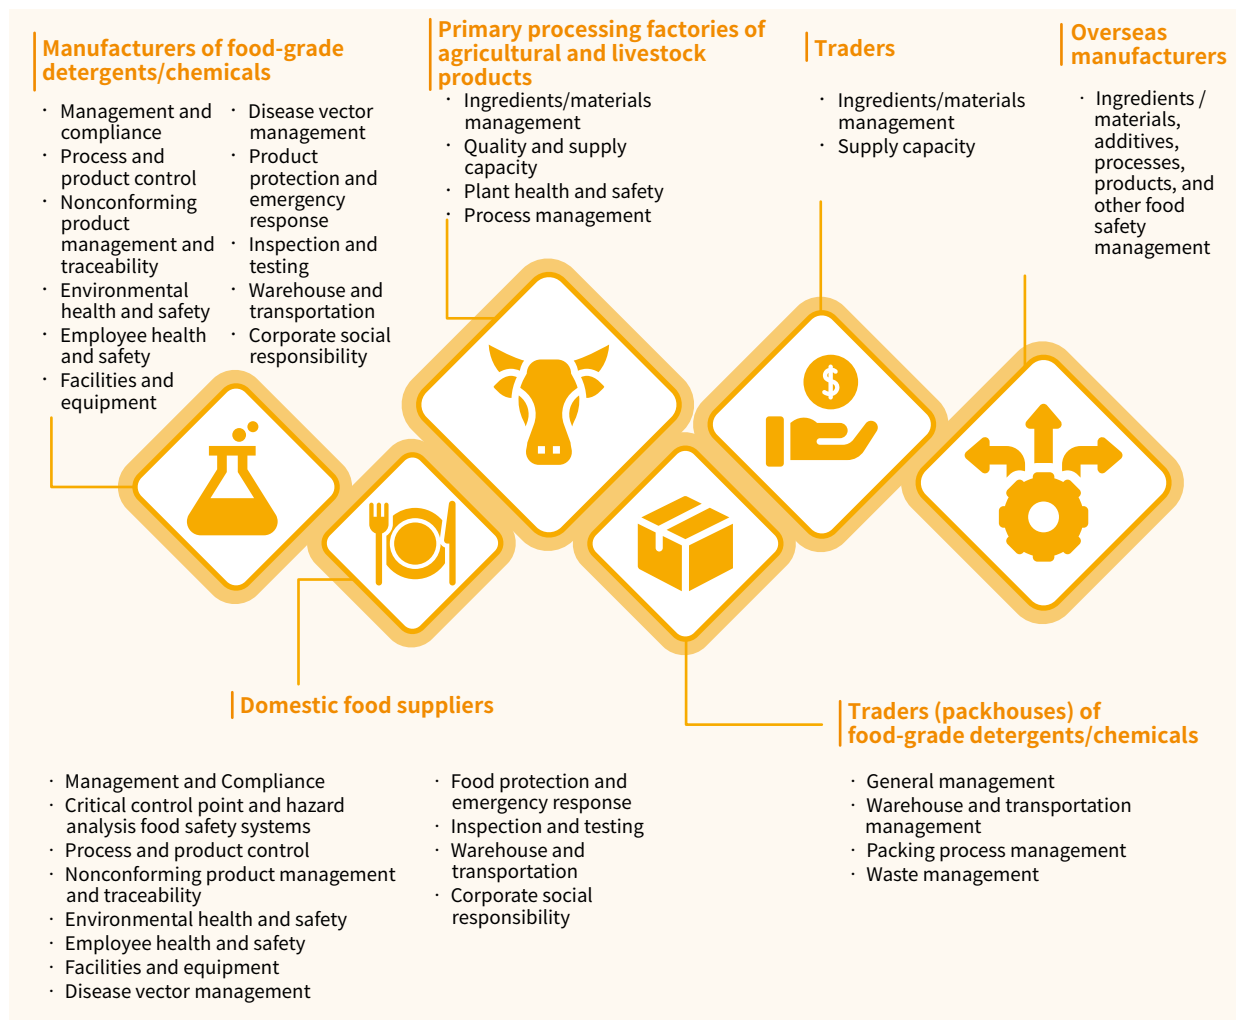 Manufacturers of food-grade
detergents/chemicals
· Management and
compliance
· Process and
product control
· Nonconforming
product
management and
traceability
· Environmental
health and safety
· Employee health
and safety
· Facilities and
equipment
· Disease vector
management
· Product
protection and
emergency
response
· Inspection and
testing
· Warehouse and
transportation
· Corporate social
responsibility
Primary processing factories of
agricultural and livestock
products
· Ingredients/materials
management
· Quality and supply
capacity
· Plant health and safety
· Process management
Traders
· Ingredients/materials
management
· Supply capacity
Overseas
manufacturers
· Ingredients /
materials,
additives,
processes,
products, and
other food
safety
management
$
Domestic food suppliers
· Management and Compliance
· Critical control point and hazard
analysis food safety systems
· Process and product control
· Nonconforming product management
and traceability
· Environmental health and safety
· Employee health and safety
· Facilities and equipment
· Disease vector management
· Food protection and
emergency response
· Inspection and testing
· Warehouse and
transportation
· Corporate social
responsibility
Traders (packhouses) of
food-grade detergents/chemicals
· General management
· Warehouse and transportation
management
· Packing process management
· Waste management